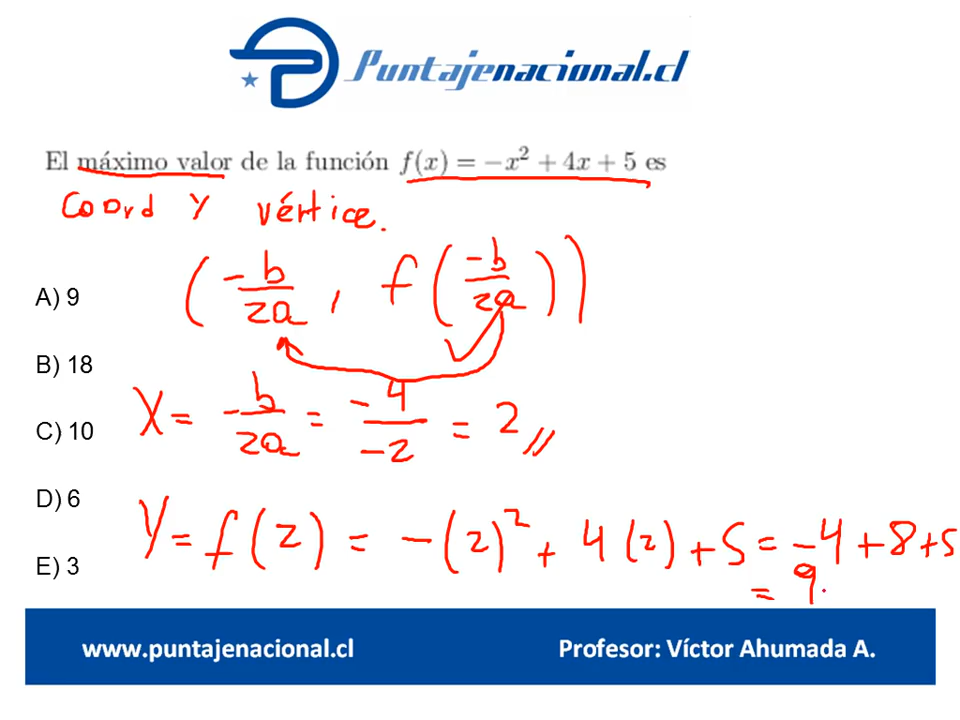 Puntajenacional.cl
El máximo valor de la función f(x) = −x² + 4x + 5 es
Coord Y vértice.
(-b/2a, f(-b/2a))
A) 9
B) 18
X = -b/2a = -4/-2 = 2 //
C) 10
D) 6
Y = f(2) = -(2)² + 4(2) + 5 = -4 + 8 + 5
= 9.
E) 3
www.puntajenacional.cl
Profesor: Víctor Ahumada A.